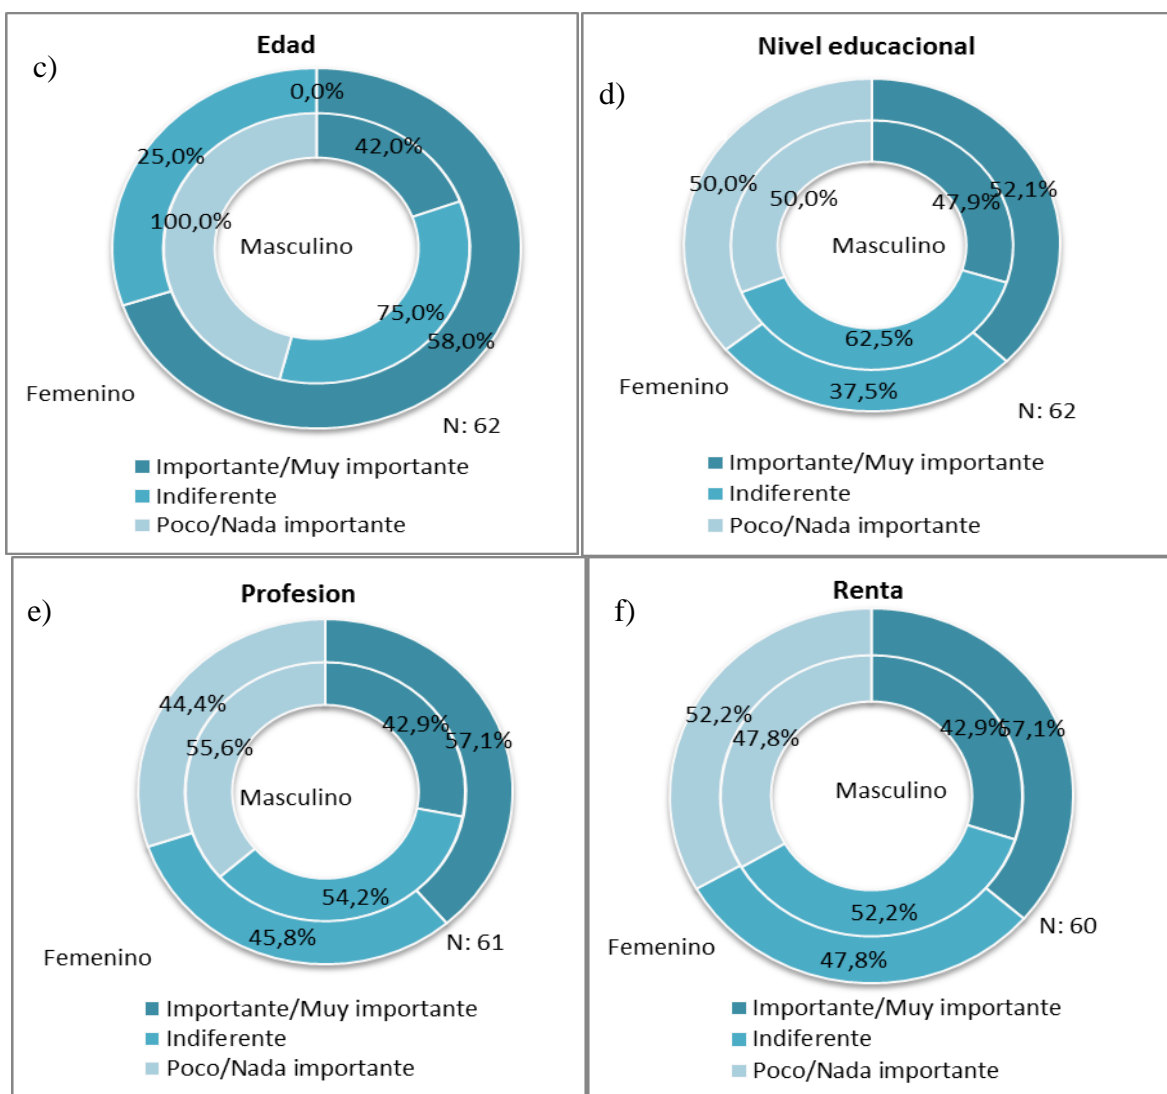 c)
Edad
0,0%
42,0%
25,0%
100,0%
Masculino
75,0%
58,0%
Femenino
N: 62
Importante/Muy importante
Indiferente
Poco/Nada importante
d)
Nivel educacional
50,0%
50,0%
47,9%
52,1%
Masculino
62,5%
37,5%
Femenino
N: 62
Importante/Muy importante
Indiferente
Poco/Nada importante
e)
Profesion
44,4%
42,9%
57,1%
55,6%
Masculino
54,2%
45,8%
Femenino
N: 61
Importante/Muy importante
Indiferente
Poco/Nada importante
f)
Renta
52,2%
47,8%
42,9%
57,1%
Masculino
52,2%
47,8%
Femenino
N: 60
Importante/Muy importante
Indiferente
Poco/Nada importante